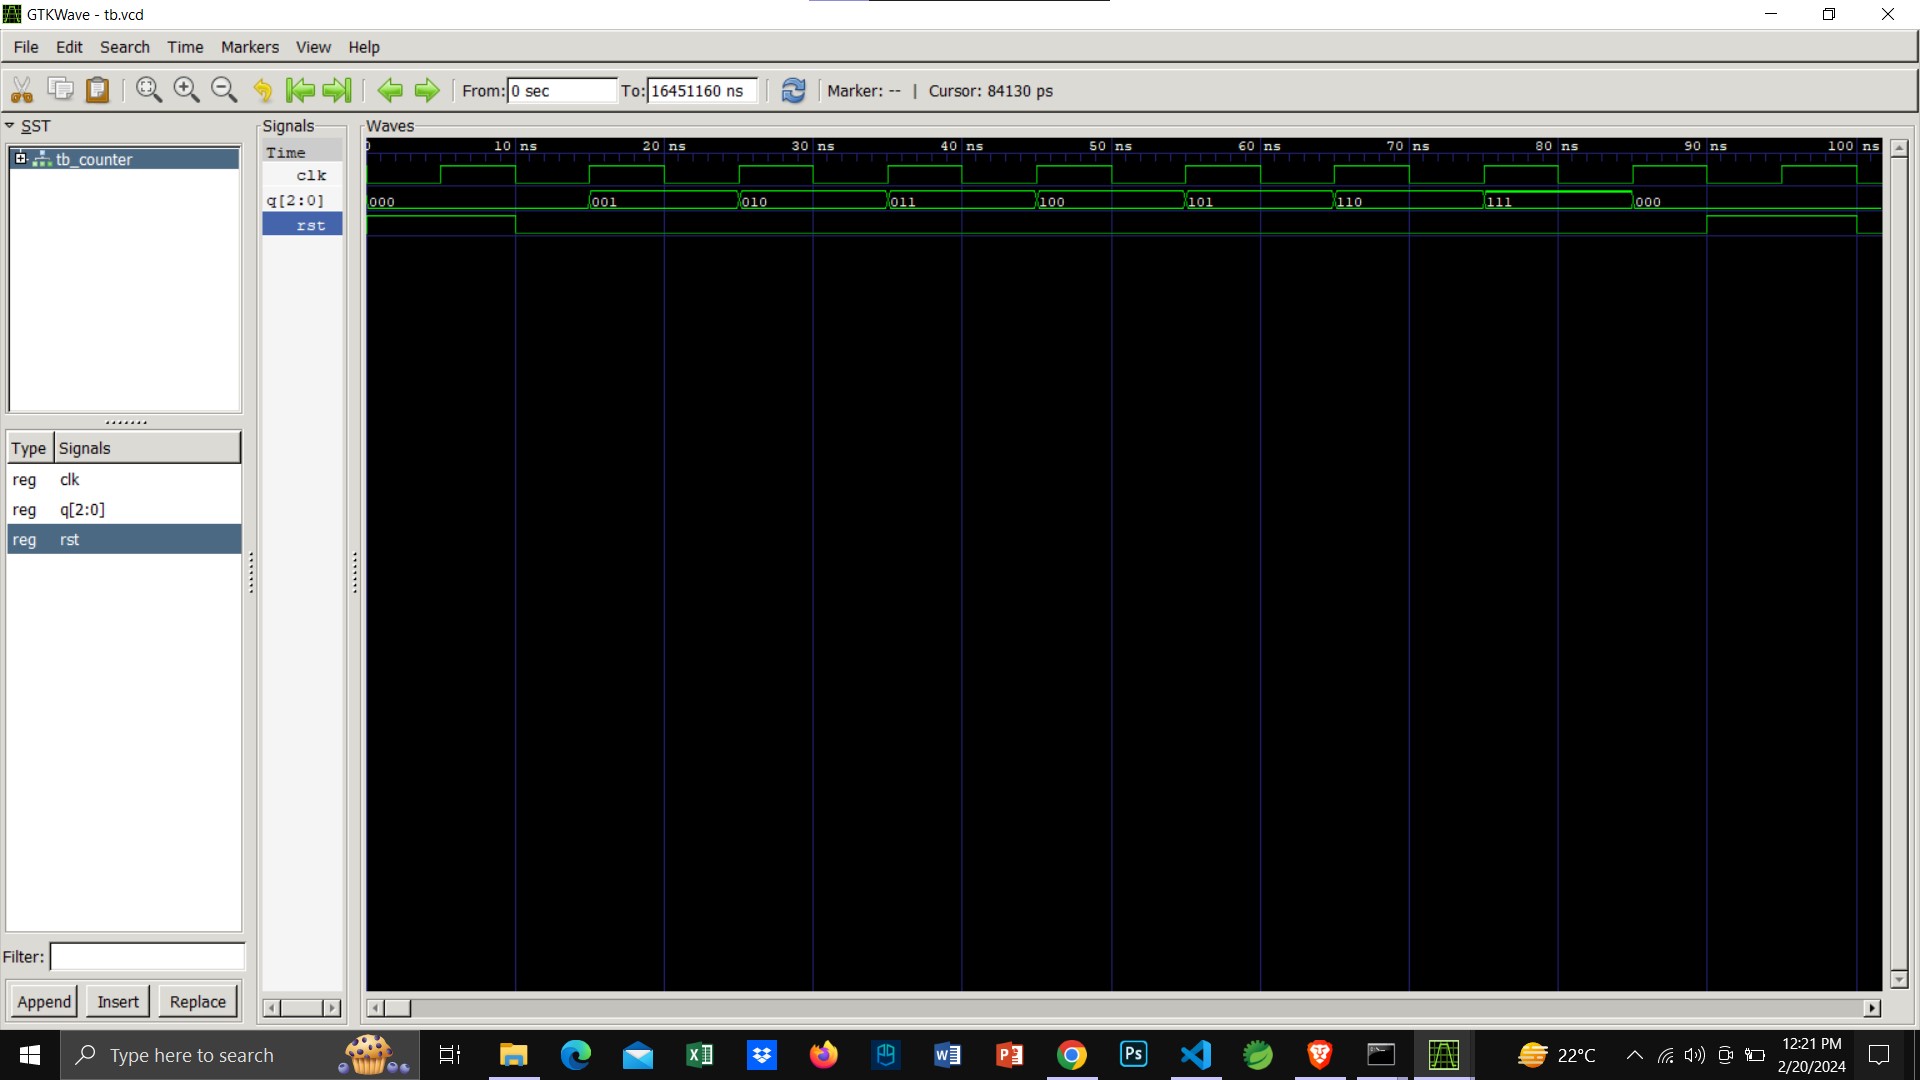 GTKWave - tb.vcd
File Edit Search Time Markers View Help
From: 0 sec To: 16451160 ns Marker: -- | Cursor: 84130 ps
SST
tb_counter
Type Signals
reg clk
reg q[2:0]
reg rst
Filter:
Append Insert Replace
Signals
Time
clk
q[2:0]
rst
Waves
10 ns 20 ns 30 ns 40 ns 50 ns 60 ns 70 ns 80 ns 90 ns 100 ns
000 001 010 011 100 101 110 111 000
Type here to search
22°C
12:21 PM
2/20/2024